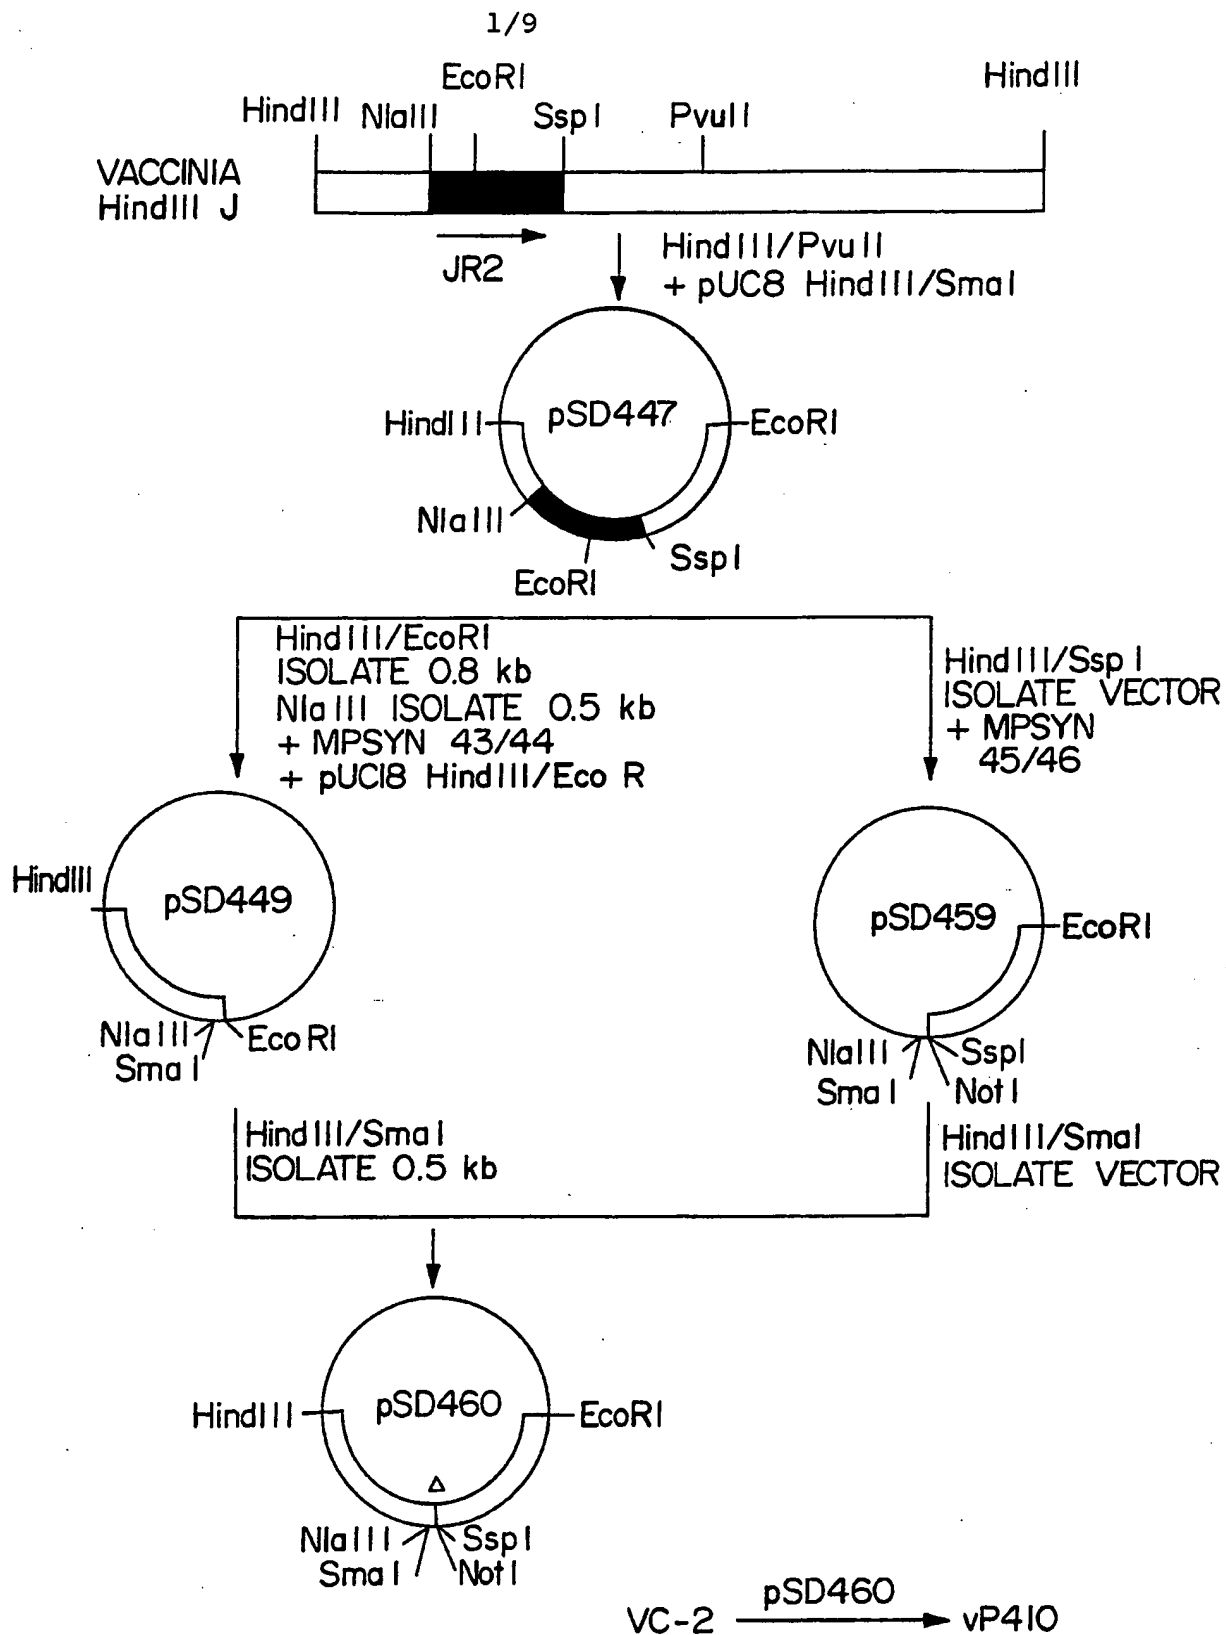 1/9
EcoRI
HindIII
HindIII NlaIII SspI PvuII
VACCINIA
HindIII J
JR2
HindIII/PvuII
+ pUC8 HindIII/SmaI
pSD447
HindIII
EcoRI
NlaIII
SspI
EcoRI
HindIII/EcoRI
ISOLATE 0.8 kb
NlaIII ISOLATE 0.5 kb
+ MPSYN 43/44
+ pUC18 HindIII/Eco R
HindIII/SspI
ISOLATE VECTOR
+ MPSYN
45/46
HindIII
pSD449
NlaIII
EcoRI
SmaI
pSD459
EcoRI
NlaIII
SspI
SmaI
NotI
HindIII/SmaI
ISOLATE 0.5 kb
HindIII/SmaI
ISOLATE VECTOR
HindIII
pSD460
EcoRI
Δ
NlaIII
SspI
SmaI
NotI
pSD460
VC-2
vP410